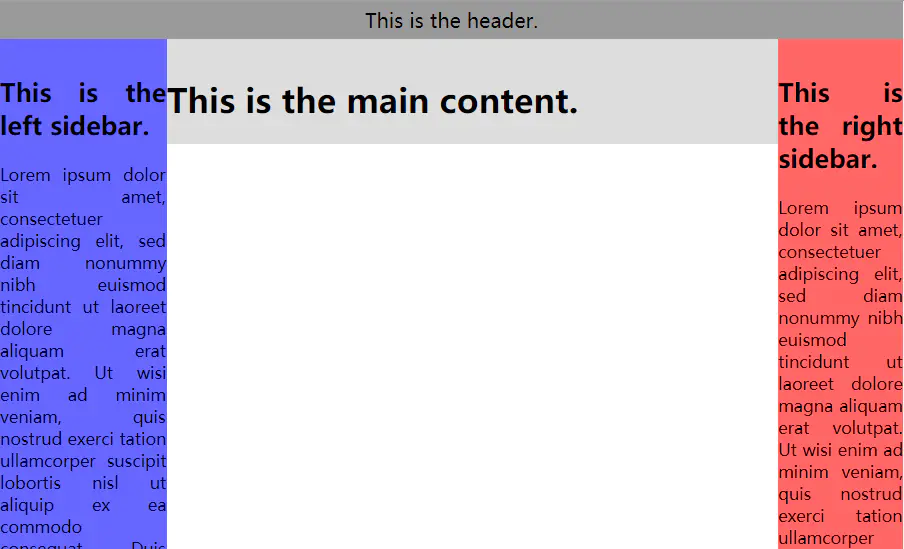 This is the header.
This is the
left sidebar.
Lorem ipsum dolor
sit amet,
consectetuer
adipiscing elit, sed
diam nonummy
nibh euismod
tincidunt ut laoreet
dolore magna
aliquam erat
volutpat. Ut wisi
enim ad minim
veniam, quis
nostrud exerci tation
ullamcorper suscipit
lobortis nisl ut
aliquip ex ea
commodo
consequat. Duis
This is the main content.
This is
the right
sidebar.
Lorem ipsum
dolor sit amet,
consectetuer
adipiscing elit,
sed diam
nonummy nibh
euismod
tincidunt ut
laoreet dolore
magna aliquam
erat volutpat.
Ut wisi enim ad
minim veniam,
quis nostrud
exerci tation
ullamcorper